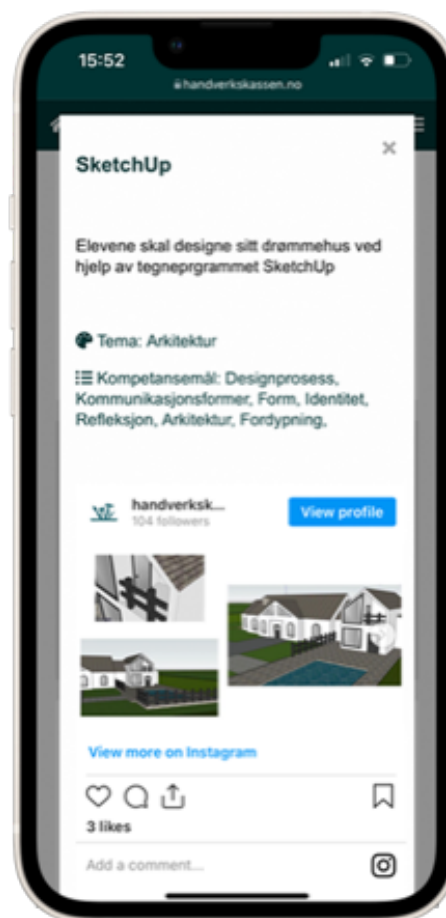 15:52
handverkskassen.no
SketchUp
Elevene skal designe sitt drømmehus ved
hjelp av tegneprgrammet SketchUp
Tema: Arkitektur
Kompetansemål: Designprosess,
Kommunikasjonsformer, Form, Identitet,
Refleksjon, Arkitektur, Fordypning,
handverksk...
104 followers
View profile
View more on Instagram
3 likes
Add a comment...